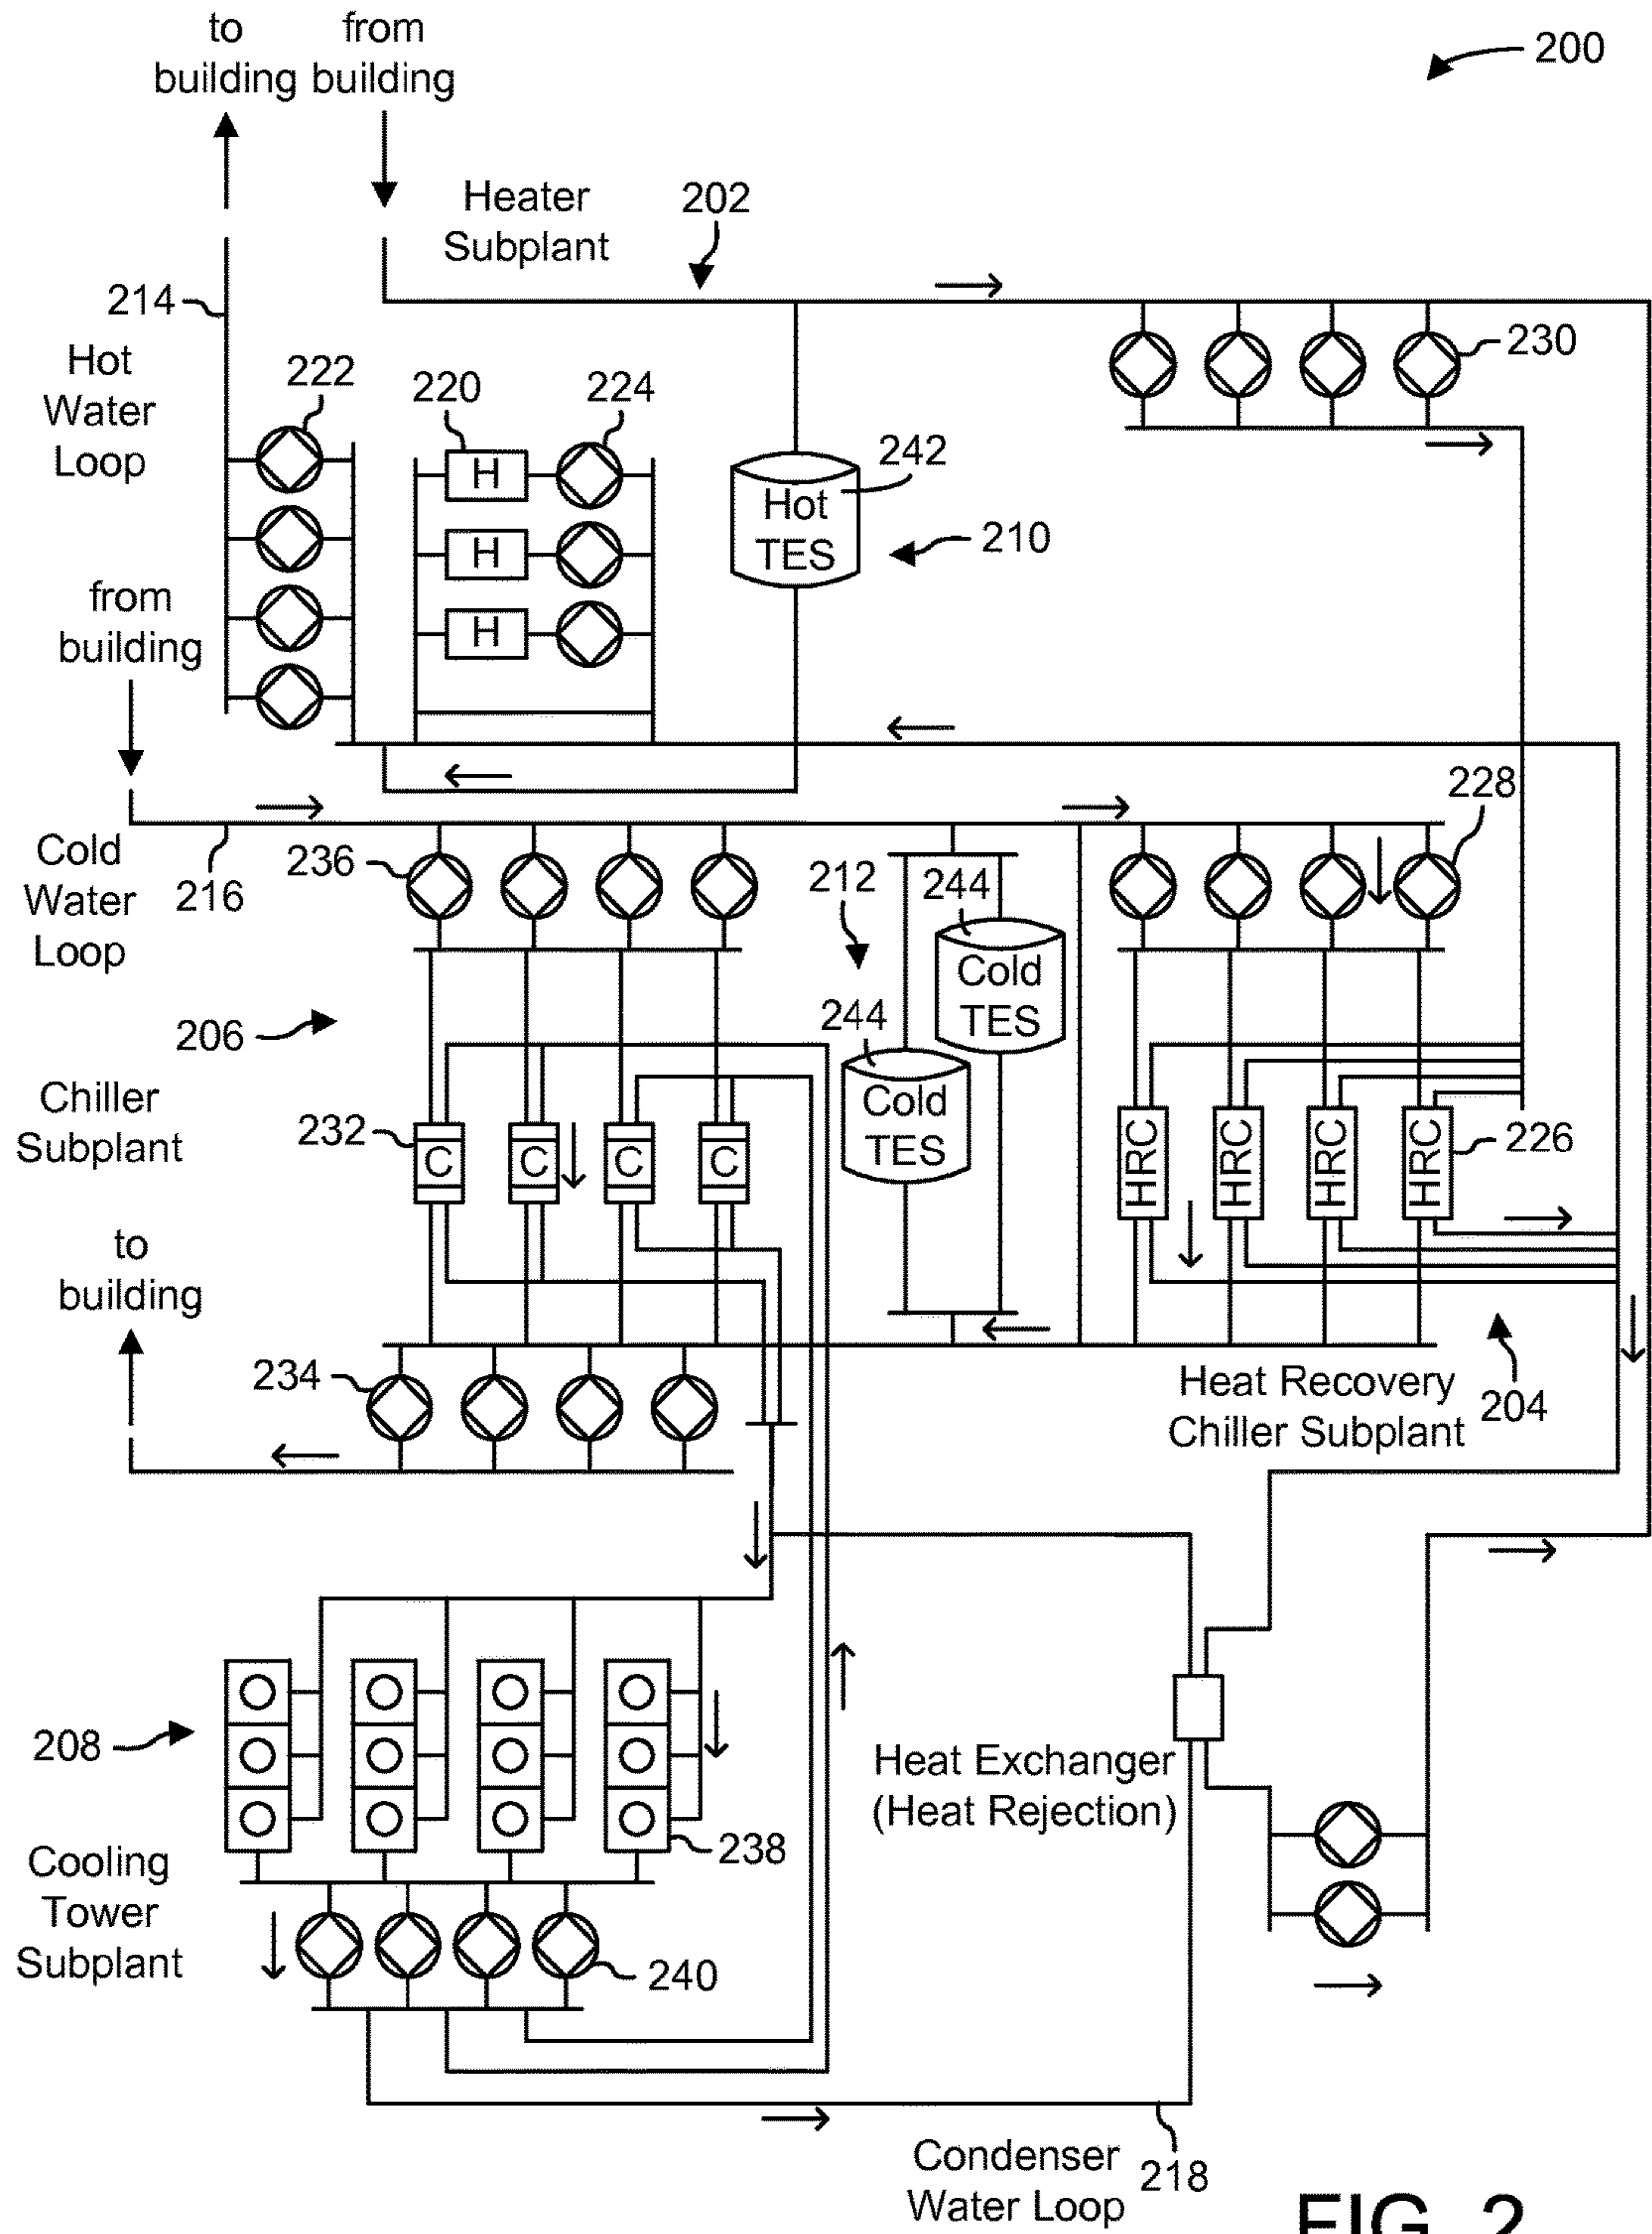 to
building
from
building
200
Heater
Subplant
202
214
Hot
Water
Loop
222
220
224
230
H
H
H
Hot
TES
242
210
from
building
228
Cold
Water
Loop
216
236
212
244
Cold
TES
244
Cold
TES
206
Chiller
Subplant
232
C
C
C
C
HRC
HRC
HRC
HRC
226
to
building
234
Heat Recovery
Chiller Subplant
204
208
Heat Exchanger
(Heat Rejection)
238
Cooling
Tower
Subplant
240
Condenser
Water Loop
218
FIG. 2